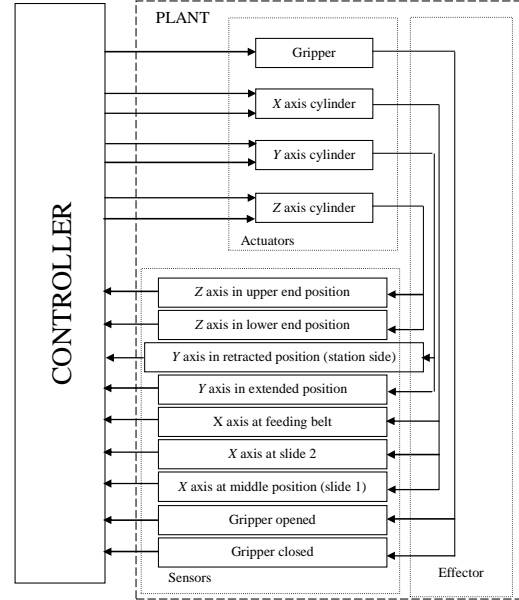 PLANT
CONTROLLER
Gripper
X axis cylinder
Y axis cylinder
Z axis cylinder
Actuators
Z axis in upper end position
Z axis in lower end position
Y axis in retracted position (station side)
Y axis in extended position
X axis at feeding belt
X axis at slide 2
X axis at middle position (slide 1)
Gripper opened
Gripper closed
Sensors
Effector